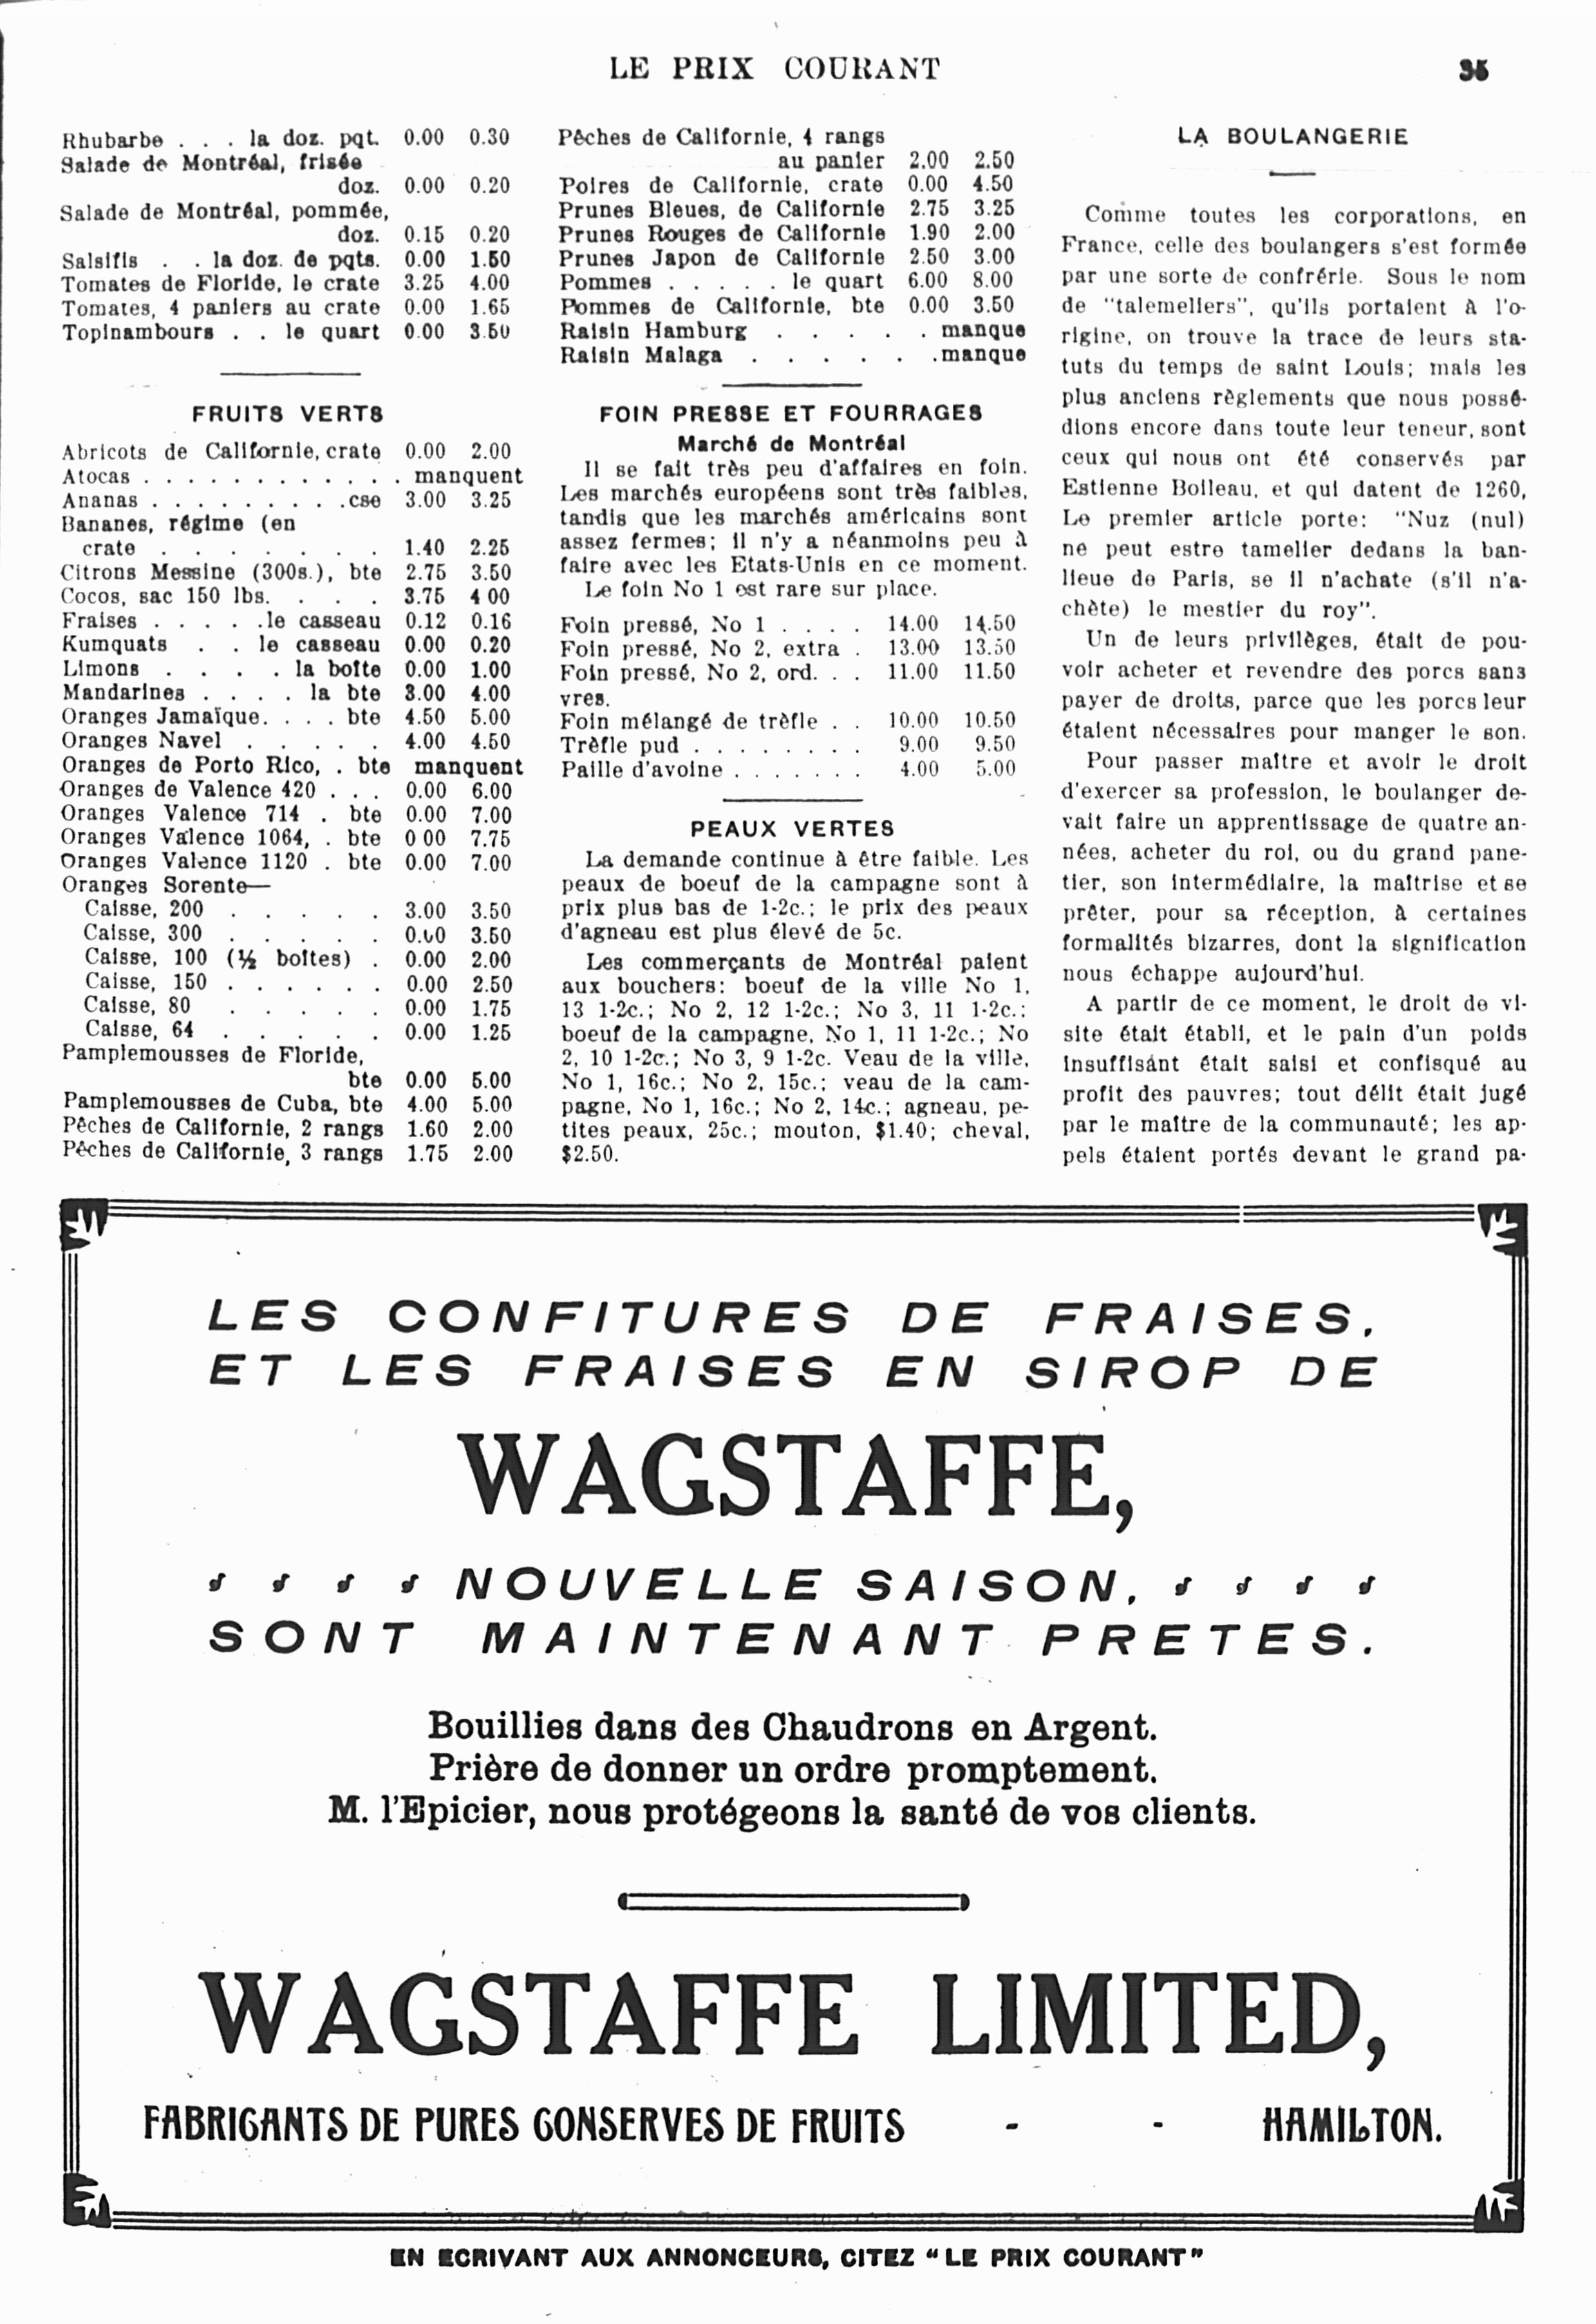 LE PRIX COURANT
35
Rhubarbe . . . la doz. pqt. 0.00 0.30
Salade de Montréal, frisée
doz. 0.00 0.20
Salade de Montréal, pommée,
doz. 0.15 0.20
Salsifis . . la doz. de pqts. 0.00 1.50
Tomates de Floride, le crate 3.25 4.00
Tomates, 4 paniers au crate 0.00 1.65
Topinambours . . le quart 0.00 3.50
FRUITS VERTS
Abricots de Californie, crate 0.00 2.00
Atocas . . . . . . . . . . . . . manquent
Ananas . . . . . . . . . cse 3.00 3.25
Bananes, régime (en
crate . . . . . . . . 1.40 2.25
Citrons Messine (300s.), bte 2.75 3.50
Cocos, sac 150 lbs. . . . 3.75 4 00
Fraises . . . . . le casseau 0.12 0.16
Kumquats . . le casseau 0.00 0.20
Limons . . . . la boîte 0.00 1.00
Mandarines . . . . la bte 3.00 4.00
Oranges Jamaïque. . . . bte 4.50 5.00
Oranges Navel . . . . . 4.00 4.50
Oranges de Porto Rico, . bte manquent
Oranges de Valence 420 . . . 0.00 6.00
Oranges Valence 714 . bte 0.00 7.00
Oranges Valence 1064, . bte 0 00 7.75
Oranges Valence 1120 . bte 0.00 7.00
Oranges Sorente—
Caisse, 200 . . . . . 3.00 3.50
Caisse, 300 . . . . . 0.00 3.50
Caisse, 100 (½ boîtes) . 0.00 2.00
Caisse, 150 . . . . . . 0.00 2.50
Caisse, 80 . . . . . 0.00 1.75
Caisse, 64 . . . . . 0.00 1.25
Pamplemousses de Floride,
bte 0.00 5.00
Pamplemousses de Cuba, bte 4.00 5.00
Pêches de Californie, 2 rangs 1.60 2.00
Pêches de Californie, 3 rangs 1.75 2.00
Pêches de Californie, 4 rangs
au panier 2.00 2.50
Poires de Californie, crate 0.00 4.50
Prunes Bleues, de Californie 2.75 3.25
Prunes Rouges de Californie 1.90 2.00
Prunes Japon de Californie 2.50 3.00
Pommes . . . . . le quart 6.00 8.00
Pommes de Californie, bte 0.00 3.50
Raisin Hamburg . . . . . manque
Raisin Malaga . . . . . . manque
FOIN PRESSE ET FOURRAGES
Marché de Montréal
Il se fait très peu d'affaires en foin.
Les marchés européens sont très faibles,
tandis que les marchés américains sont
assez fermes; il n'y a néanmoins peu à
faire avec les Etats-Unis en ce moment.
Le foin No 1 est rare sur place.
Foin pressé, No 1 . . . . 14.00 14.50
Foin pressé, No 2, extra . 13.00 13.50
Foin pressé, No 2, ord. . . 11.00 11.50
vres.
Foin mélangé de trèfle . . 10.00 10.50
Trèfle pud . . . . . . . . 9.00 9.50
Paille d'avoine . . . . . . . 4.00 5.00
PEAUX VERTES
La demande continue à être faible. Les
peaux de boeuf de la campagne sont à
prix plus bas de 1-2c.; le prix des peaux
d'agneau est plus élevé de 5c.
Les commerçants de Montréal paient
aux bouchers: boeuf de la ville No 1,
13 1-2c.; No 2, 12 1-2c.; No 3, 11 1-2c.;
boeuf de la campagne, No 1, 11 1-2c.; No
2, 10 1-2c.; No 3, 9 1-2c. Veau de la ville,
No 1, 16c.; No 2, 15c.; veau de la cam-
pagne, No 1, 16c.; No 2, 14c.; agneau, pe-
tites peaux, 25c.; mouton, $1.40; cheval,
$2.50.
LA BOULANGERIE
Comme toutes les corporations, en
France, celle des boulangers s'est formée
par une sorte de confrérie. Sous le nom
de "talemeliers", qu'ils portaient à l'o-
rigine, on trouve la trace de leurs sta-
tuts du temps de saint Louis; mais les
plus anciens règlements que nous possé-
dions encore dans toute leur teneur, sont
ceux qui nous ont été conservés par
Estienne Boileau, et qui datent de 1260,
Le premier article porte: "Nuz (nul)
ne peut estre tamelier dedans la ban-
lieue de Paris, se il n'achate (s'il n'a-
chète) le mestier du roy".
Un de leurs privilèges, était de pou-
voir acheter et revendre des porcs sans
payer de droits, parce que les porcs leur
étaient nécessaires pour manger le son.
Pour passer maître et avoir le droit
d'exercer sa profession, le boulanger de-
vait faire un apprentissage de quatre an-
nées, acheter du roi, ou du grand pane-
tier, son intermédiaire, la maîtrise et se
prêter, pour sa réception, à certaines
formalités bizarres, dont la signification
nous échappe aujourd'hui.
A partir de ce moment, le droit de vi-
site était établi, et le pain d'un poids
insuffisant était saisi et confisqué au
profit des pauvres; tout délit était jugé
par le maître de la communauté; les ap-
pels étaient portés devant le grand pa-
LES CONFITURES DE FRAISES,
ET LES FRAISES EN SIROP DE
WAGSTAFFE,
NOUVELLE SAISON,
SONT MAINTENANT PRETES.
Bouillies dans des Chaudrons en Argent.
Prière de donner un ordre promptement.
M. l'Epicier, nous protégeons la santé de vos clients.
WAGSTAFFE LIMITED,
FABRICANTS DE PURES CONSERVES DE FRUITS - - HAMILTON.
EN ECRIVANT AUX ANNONCEURS, CITEZ "LE PRIX COURANT"